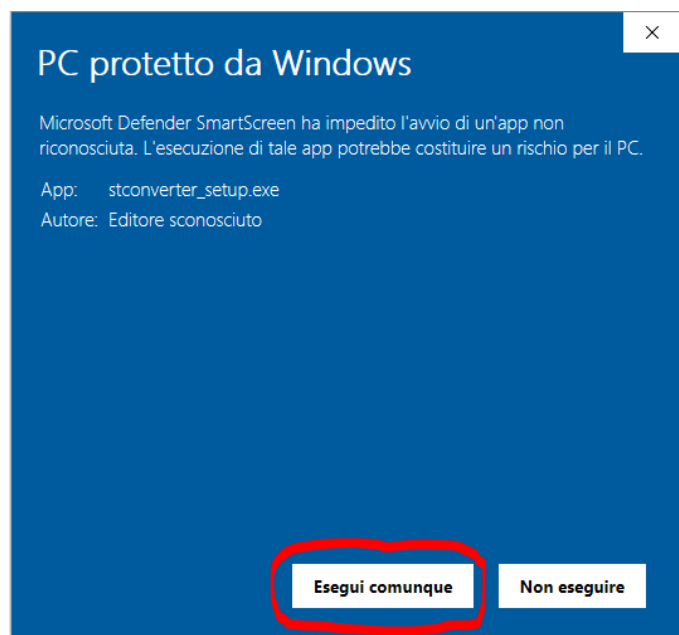 PC protetto da Windows
Microsoft Defender SmartScreen ha impedito l'avvio di un'app non
riconosciuta. L'esecuzione di tale app potrebbe costituire un rischio per il PC.
App: stconverter_setup.exe
Autore: Editore sconosciuto
Esegui comunque Non eseguire